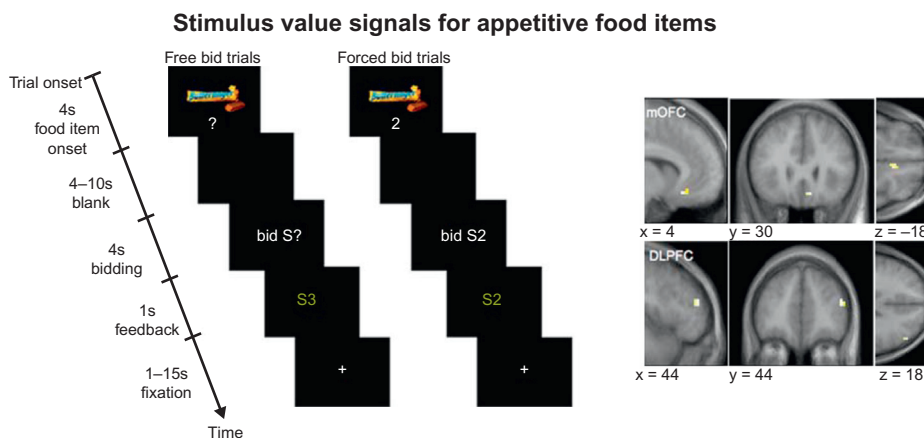 Stimulus value signals for appetitive food items
Free bid trials
Forced bid trials
Trial onset
4s
food item
onset
4–10s
blank
4s
bidding
1s
feedback
1–15s
fixation
Time
?
bid S?
S3
+
2
bid S2
S2
+
mOFC
x = 4
y = 30
z = –18
DLPFC
x = 44
y = 44
z = 18